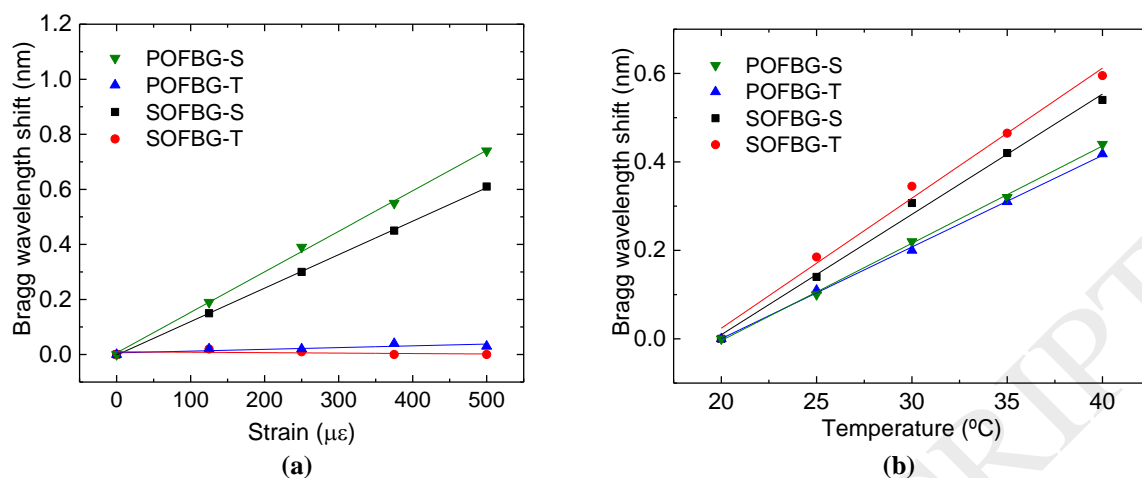 1.2
1.0
0.8
0.6
0.4
0.2
0.0
Bragg wavelength shift (nm)
POFBG-S
POFBG-T
SOFBG-S
SOFBG-T
0 100 200 300 400 500
Strain (με)
(a)
0.6
0.4
0.2
0.0
Bragg wavelength shift (nm)
POFBG-S
POFBG-T
SOFBG-S
SOFBG-T
20 25 30 35 40
Temperature (ºC)
(b)
RIPT